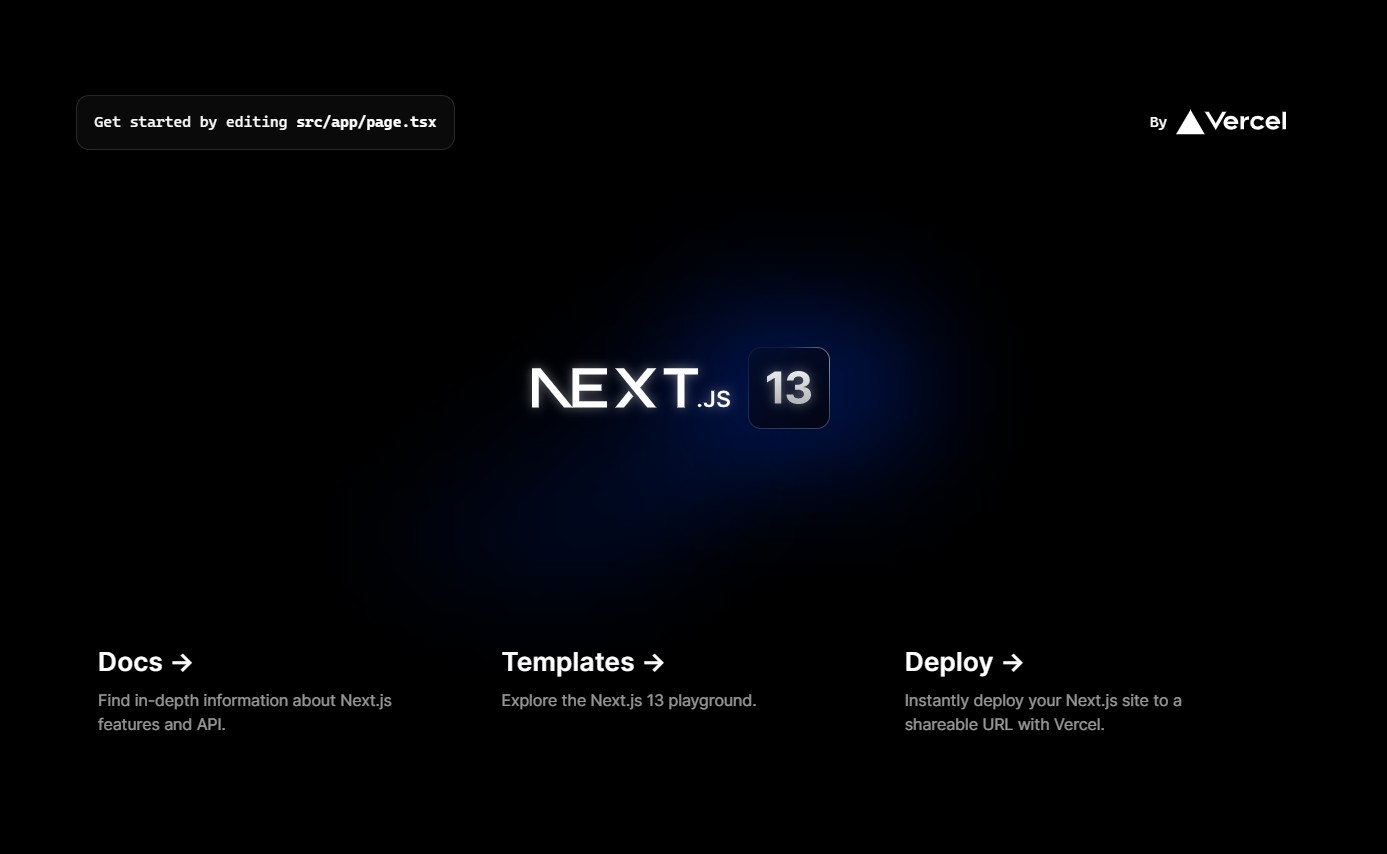 Get started by editing src/app/page.tsx
By Vercel
NEXT.JS 13
Docs →
Find in-depth information about Next.js
features and API.
Templates →
Explore the Next.js 13 playground.
Deploy →
Instantly deploy your Next.js site to a
shareable URL with Vercel.